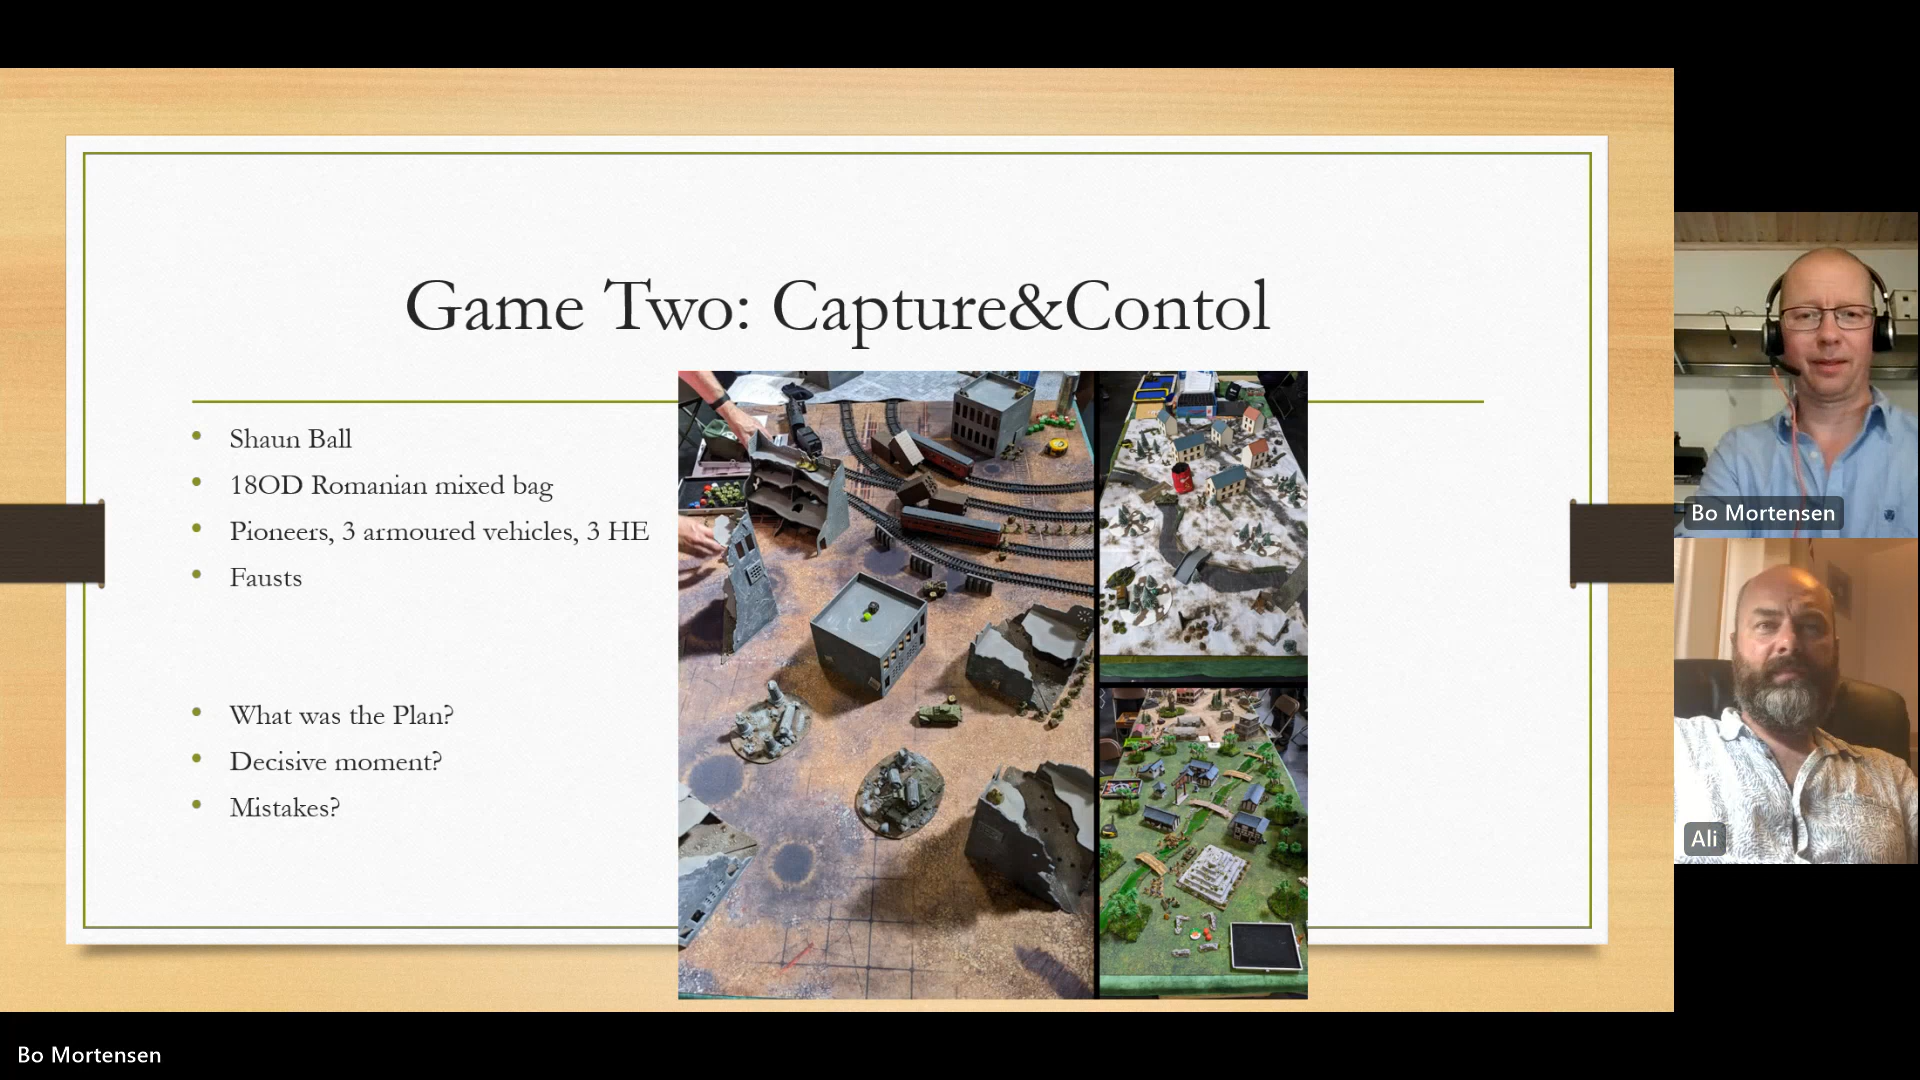 Game Two: Capture&Contol
Shaun Ball
18OD Romanian mixed bag
Pioneers, 3 armoured vehicles, 3 HE
Fausts
What was the Plan?
Decisive moment?
Mistakes?
Bo Mortensen
Ali
Bo Mortensen